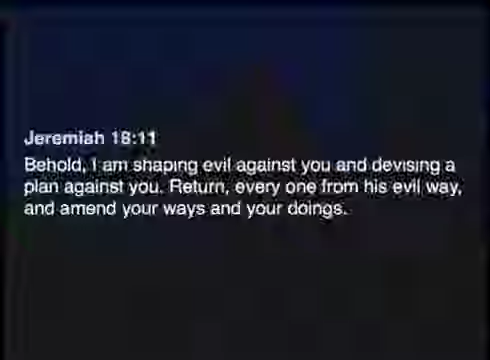 Jeremiah 18:11
Behold, I am shaping evil against you and devising a
plan against you. Return, every one from his evil way,
and amend your ways and your doings.